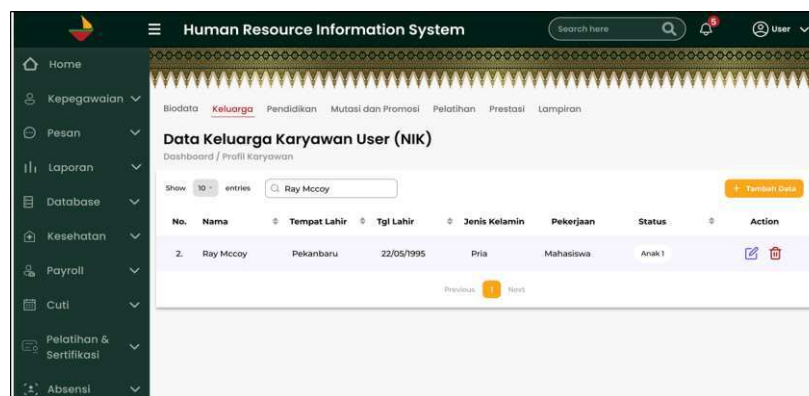 Human Resource Information System
Search here
5
User
Home
Kepegawaian
Pesan
Laporan
Database
Kesehatan
Payroll
Cuti
Pelatihan &
Sertifikasi
Absensi
Biodata Keluarga Pendidikan Mutasi dan Promosi Pelatihan Prestasi Lampiran
Data Keluarga Karyawan User (NIK)
Dashboard / Profil Karyawan
Show 10 entries Ray Mccoy + Tambah Data
No. Nama Tempat Lahir Tgl Lahir Jenis Kelamin Pekerjaan Status Action
2. Ray Mccoy Pekanbaru 22/05/1995 Pria Mahasiswa Anak 1
Previous 1 Next